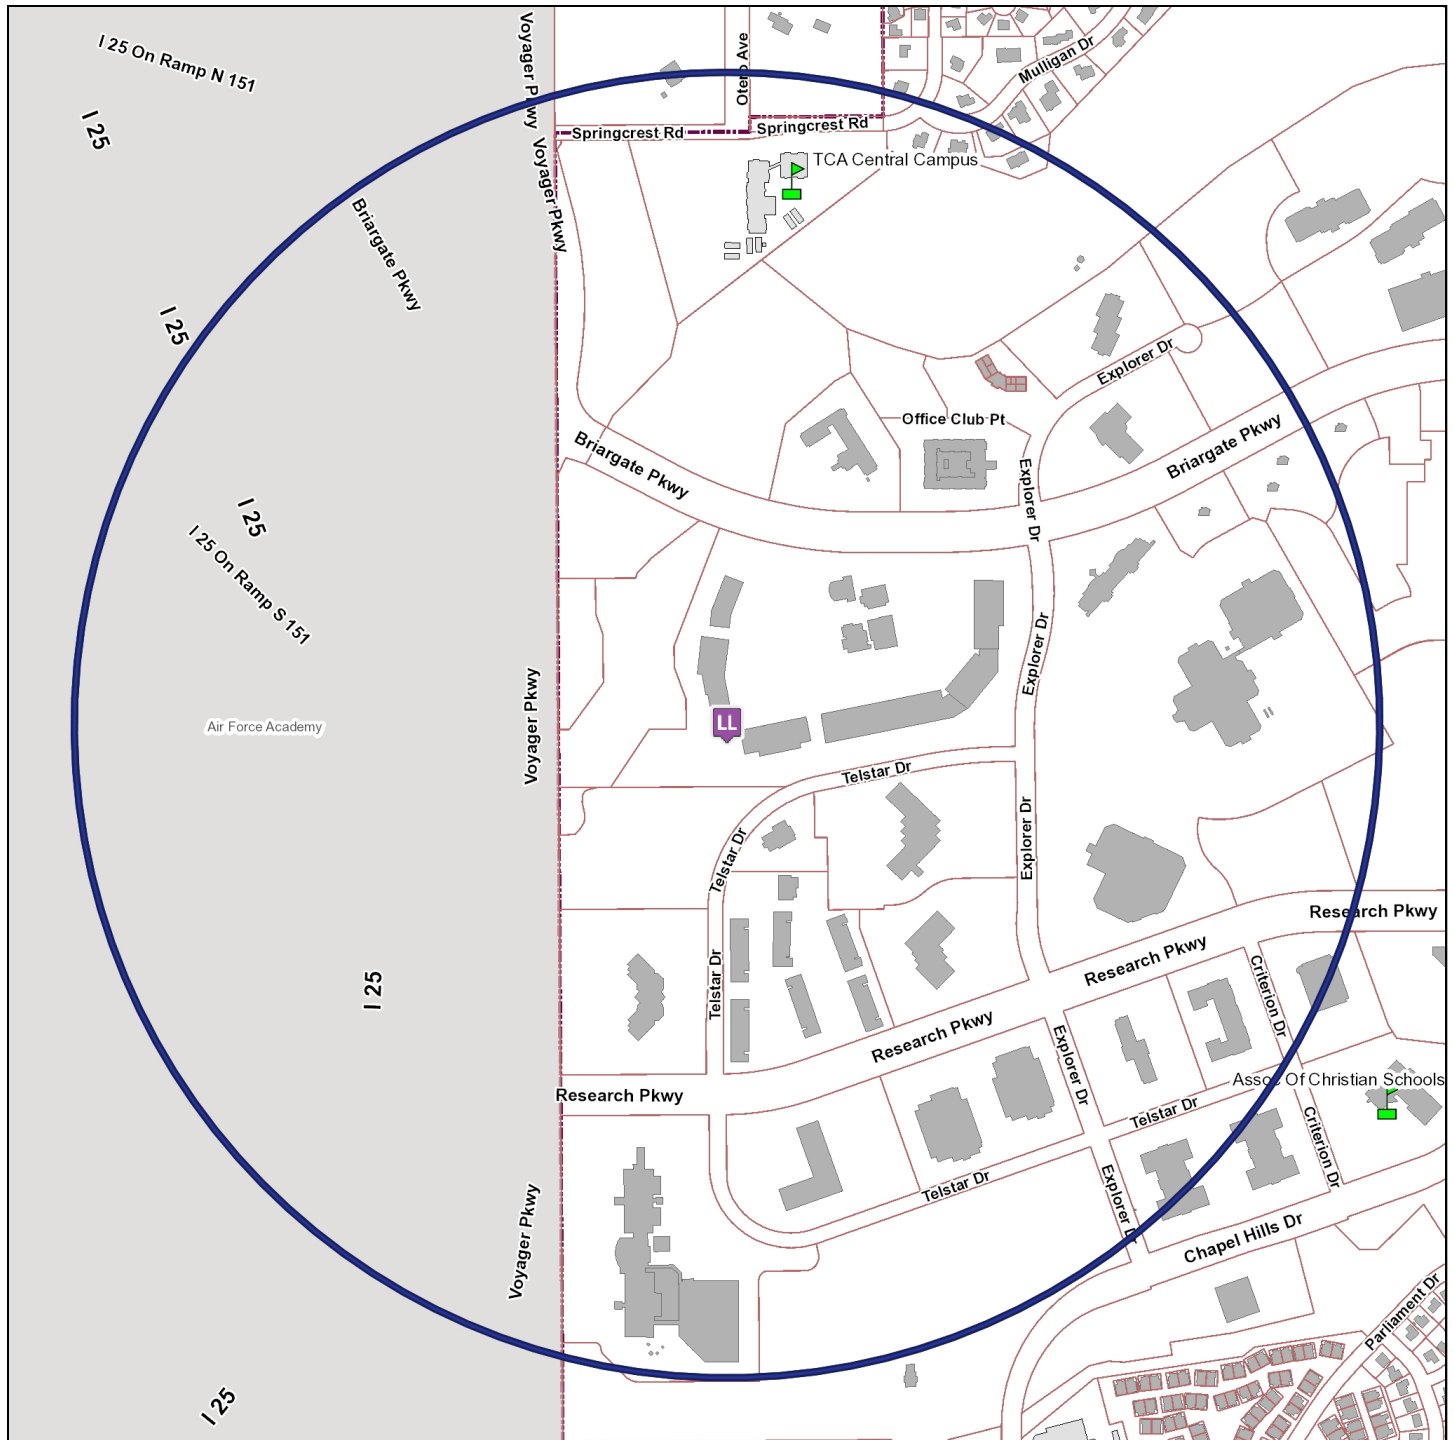 I 25 On Ramp N 151
I 25
Voyager Pkwy
Otero Ave
Mulligan Dr
Springcrest Rd
Springcrest Rd
Voyager Pkwy
TCA Central Campus
Briargate Pkwy
I 25
Explorer Dr
Office Club Pt
Briargate Pkwy
Briargate Pkwy
Explorer Dr
I 25
I 25 On Ramp S 151
Explorer Dr
Voyager Pkwy
Air Force Academy
LL
Telstar Dr
Telstar Dr
Explorer Dr
Research Pkwy
Research Pkwy
Telstar Dr
I 25
Criterion Dr
Research Pkwy
Explorer Dr
Research Pkwy
Assoc Of Christian Schools
Telstar Dr
Criterion Dr
Telstar Dr
Explorer Dr
Voyager Pkwy
Chapel Hills Dr
Parliament Dr
I 25